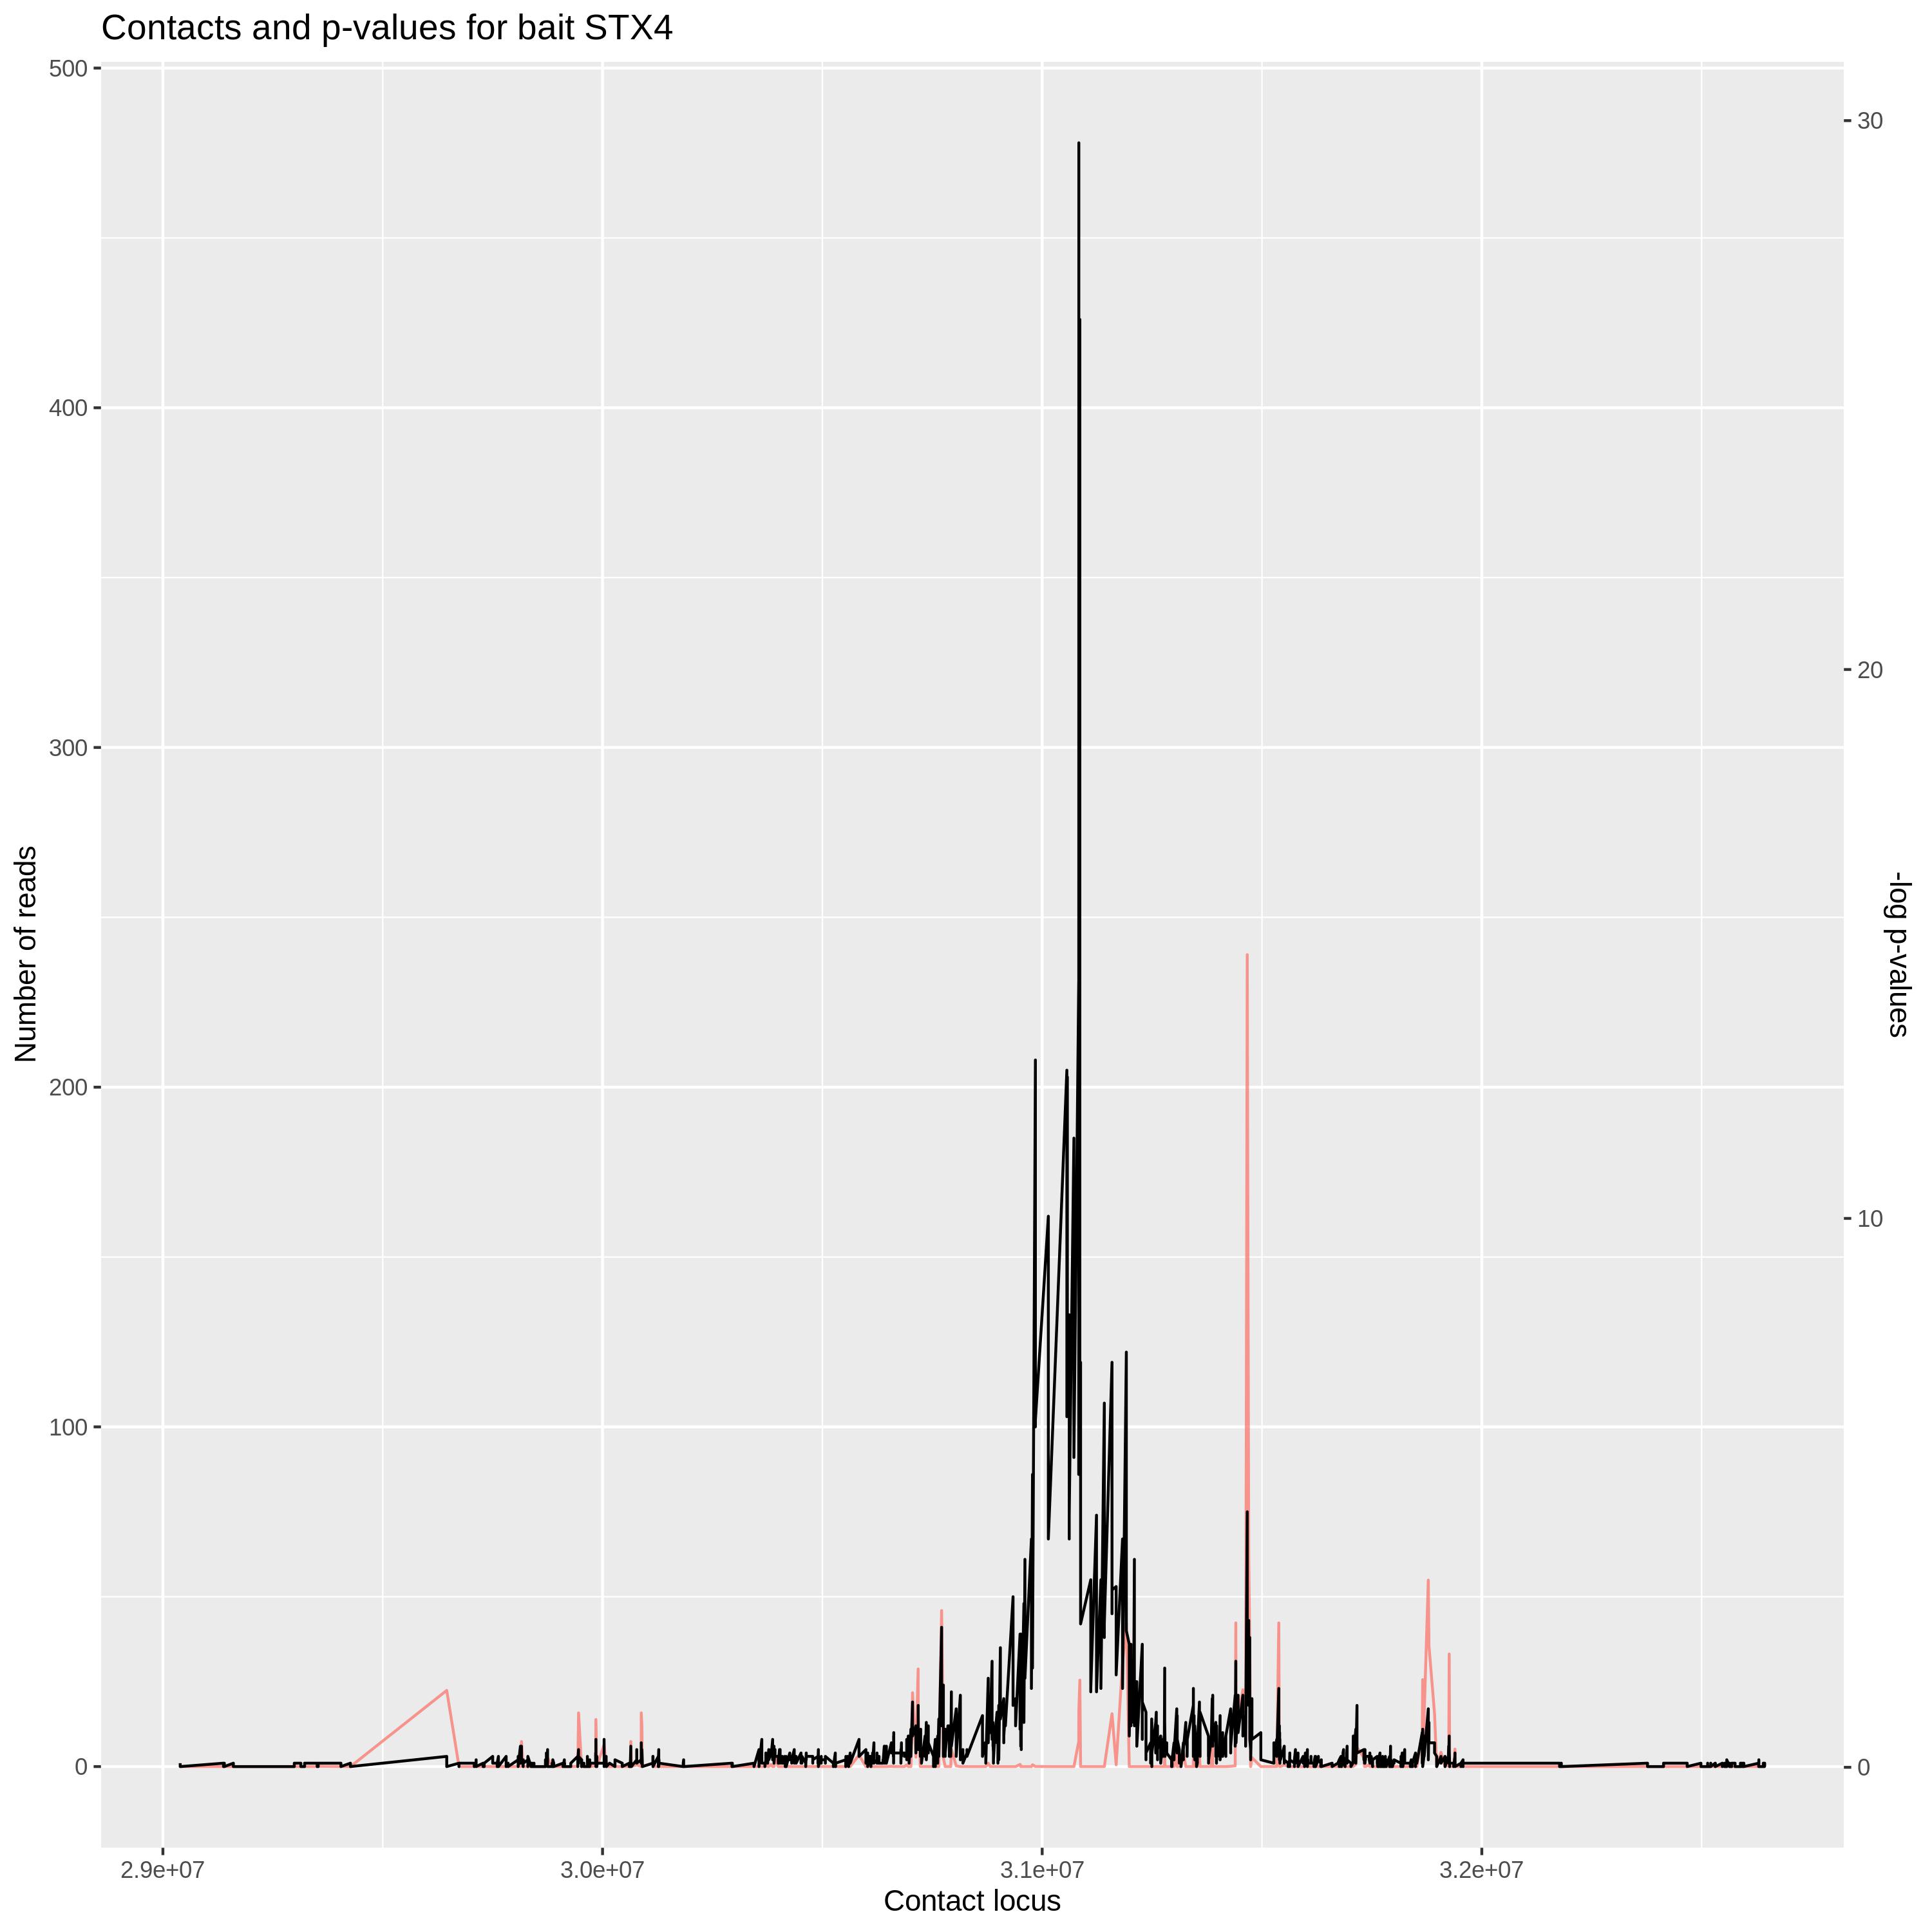 Contacts and p-values for bait STX4
500
400
300
200
100
0
Number of reads
30
20
10
0
-log p-values
2.9e+07 3.0e+07 3.1e+07 3.2e+07
Contact locus